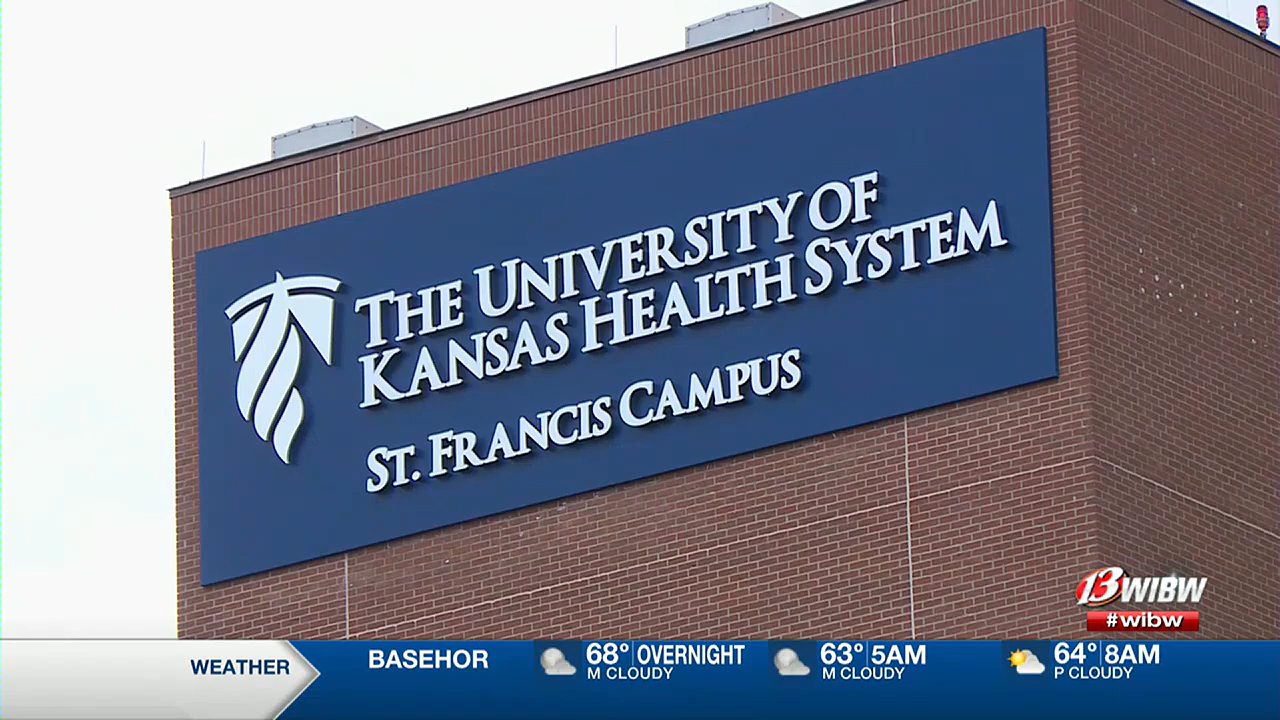 THE UNIVERSITY OF
KANSAS HEALTH SYSTEM
ST. FRANCIS CAMPUS
13 WIBW
#wibw
WEATHER
BASEHOR
68° OVERNIGHT
M CLOUDY
63° 5AM
M CLOUDY
64° 8AM
P CLOUDY